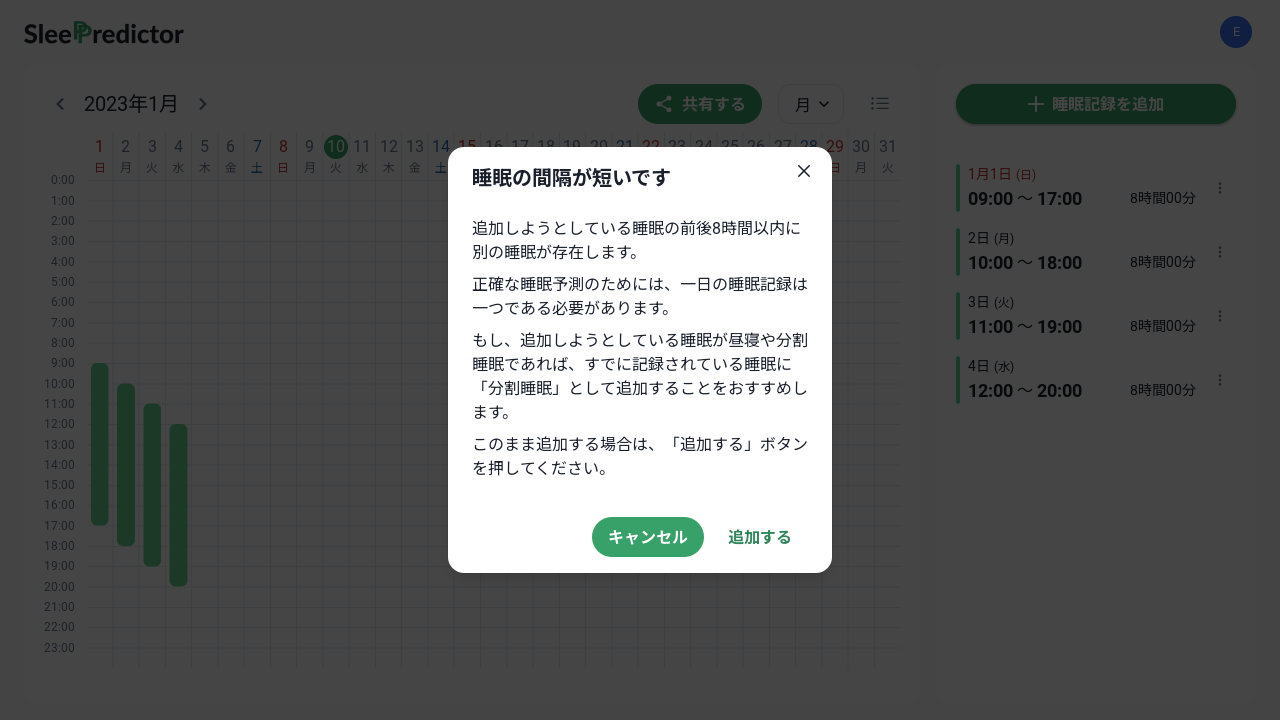 SleePredictor
E
2023年1月
共有する
月
睡眠記録を追加
1 2 3 4 5 6 7 8 9 10 11 12 13 14 15 16 17 18 19 20 21 22 23 24 25 26 27 28 29 30 31
日 月 火 水 木 金 土 日 月 火 水 木 金 土 日 月 火
0:00
1:00
2:00
3:00
4:00
5:00
6:00
7:00
8:00
9:00
10:00
11:00
12:00
13:00
14:00
15:00
16:00
17:00
18:00
19:00
20:00
21:00
22:00
23:00
睡眠の間隔が短いです
追加しようとしている睡眠の前後8時間以内に
別の睡眠が存在します。
正確な睡眠予測のためには、一日の睡眠記録は
一つである必要があります。
もし、追加しようとしている睡眠が昼寝や分割
睡眠であれば、すでに記録されている睡眠に
「分割睡眠」として追加することをおすすめし
ます。
このまま追加する場合は、「追加する」ボタン
を押してください。
キャンセル 追加する
1月1日 (日)
09:00 〜 17:00 8時間00分
2日 (月)
10:00 〜 18:00 8時間00分
3日 (火)
11:00 〜 19:00 8時間00分
4日 (水)
12:00 〜 20:00 8時間00分